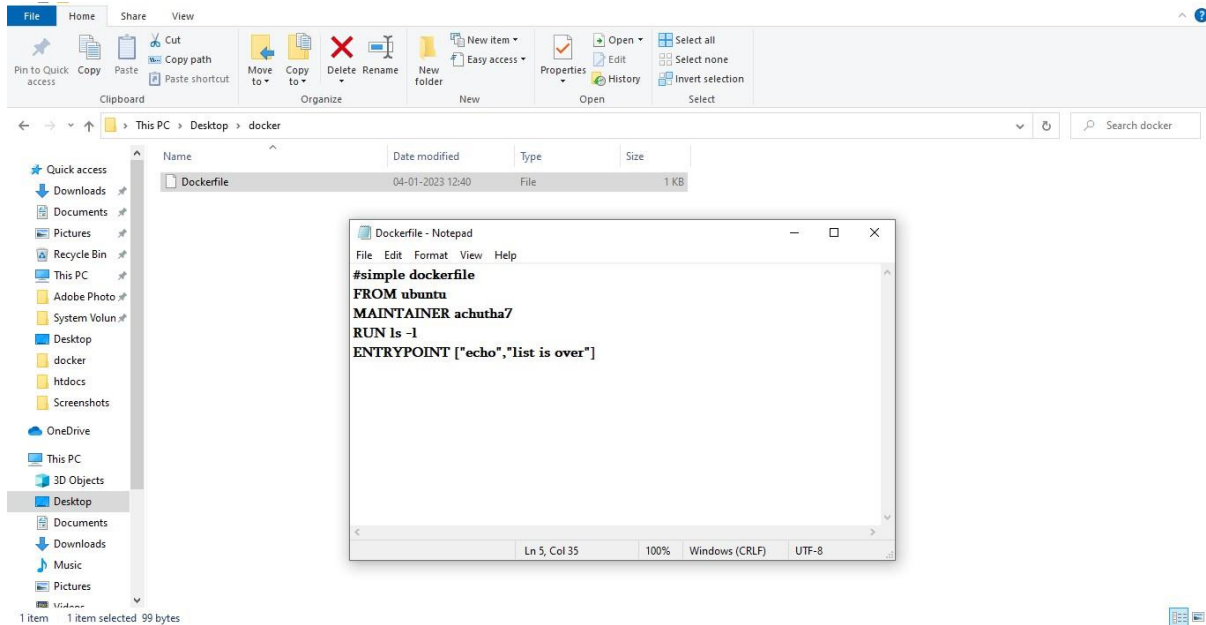 File Home Share View
Pin to Quick access
Copy
Paste
Cut
Copy path
Paste shortcut
Clipboard
Move to
Copy to
Delete
Rename
Organize
New folder
New item
Easy access
New
Properties
Open
Edit
History
Open
Select all
Select none
Invert selection
Select
This PC > Desktop > docker
Search docker
Name Date modified Type Size
Dockerfile 04-01-2023 12:40 File 1 KB
Quick access
Downloads
Documents
Pictures
Recycle Bin
This PC
Adobe Photo
System Volun
Desktop
docker
htdocs
Screenshots
OneDrive
This PC
3D Objects
Desktop
Documents
Downloads
Music
Pictures
Videos
Dockerfile - Notepad
File Edit Format View Help
#simple dockerfile
FROM ubuntu
MAINTAINER achutha7
RUN ls -l
ENTRYPOINT ["echo","list is over"]
Ln 5, Col 35 100% Windows (CRLF) UTF-8
1 item 1 item selected 99 bytes